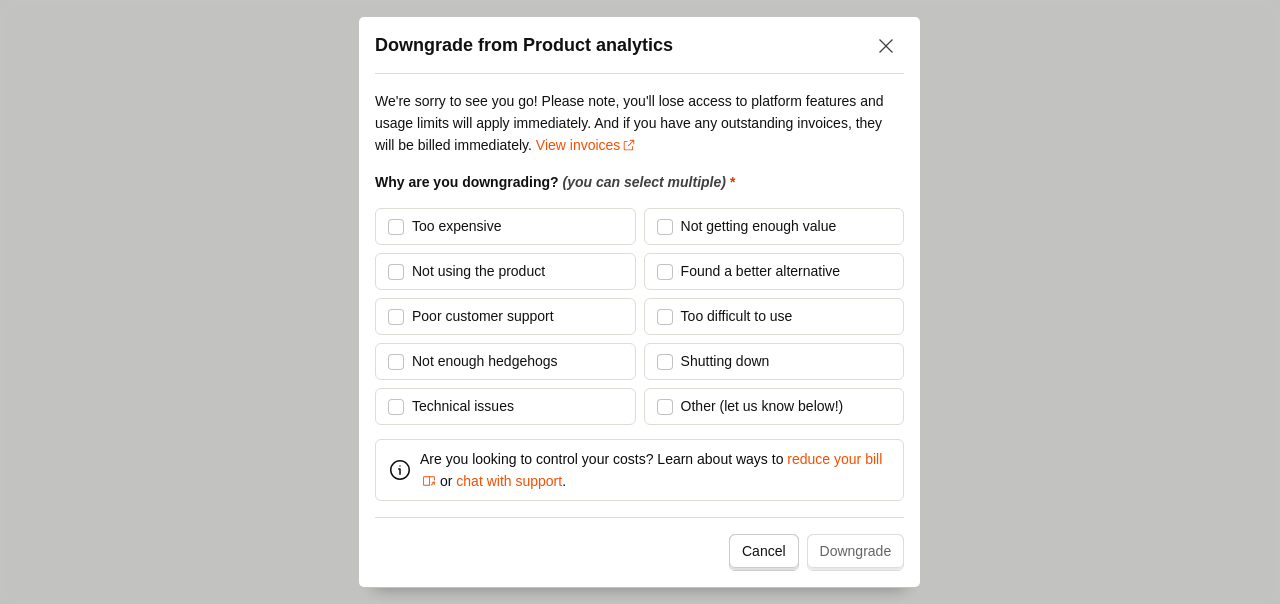 Downgrade from Product analytics
We're sorry to see you go! Please note, you'll lose access to platform features and
usage limits will apply immediately. And if you have any outstanding invoices, they
will be billed immediately. View invoices
Why are you downgrading? (you can select multiple) *
Too expensive
Not getting enough value
Not using the product
Found a better alternative
Poor customer support
Too difficult to use
Not enough hedgehogs
Shutting down
Technical issues
Other (let us know below!)
Are you looking to control your costs? Learn about ways to reduce your bill
or chat with support.
Cancel
Downgrade